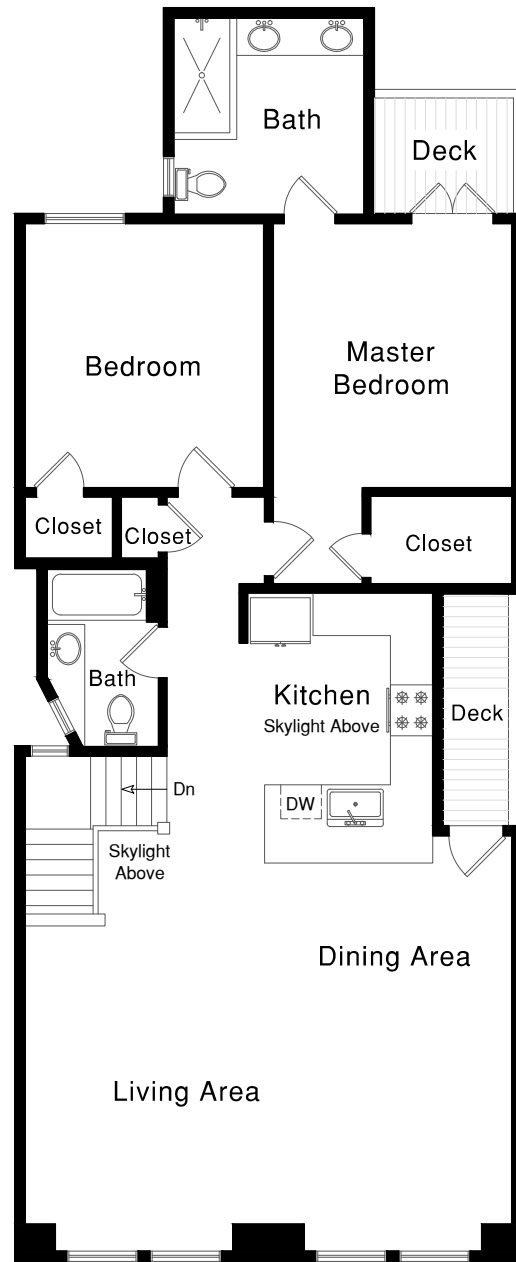 Bath
Deck
Bedroom
Master
Bedroom
Closet
Closet
Closet
Bath
Kitchen
Skylight Above
Deck
Dn
DW
Skylight
Above
Dining Area
Living Area